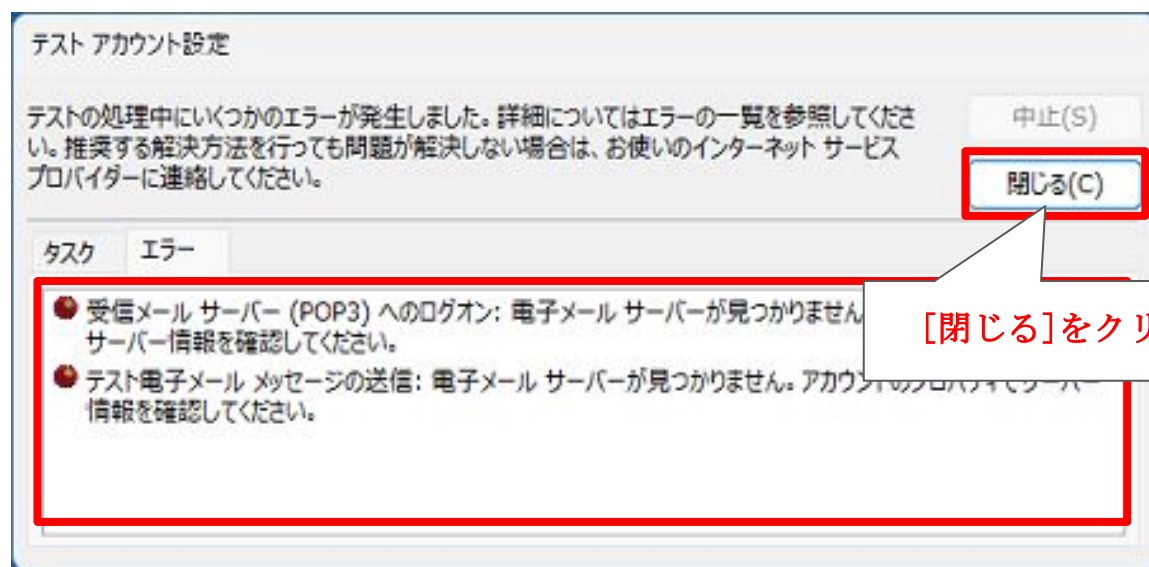 テスト アカウント設定
テストの処理中にいくつかのエラーが発生しました。詳細についてはエラーの一覧を参照してくださ
い。推奨する解決方法を行っても問題が解決しない場合は、お使いのインターネット サービス
プロバイダーに連絡してください。
中止(S)
閉じる(C)
タスク エラー
受信メール サーバー (POP3) へのログオン: 電子メール サーバーが見つかりません
サーバー情報を確認してください。
[閉じる]をクリ
テスト電子メール メッセージの送信: 電子メール サーバーが見つかりません。アカウントのプロパティでサーバー
情報を確認してください。